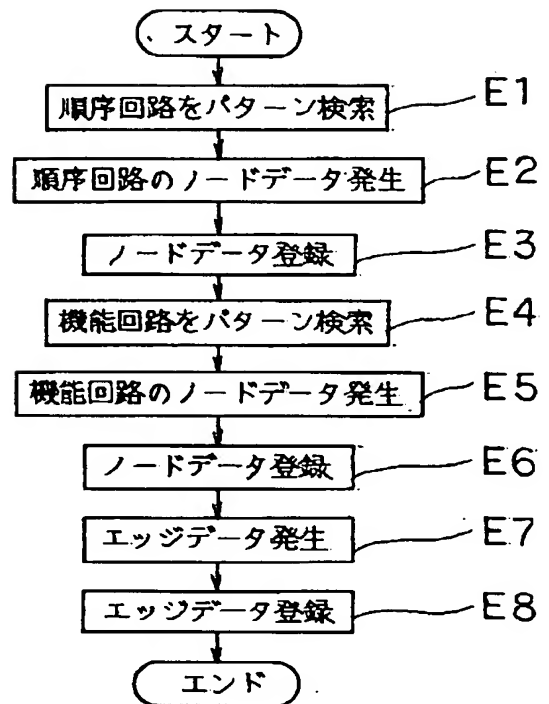 スタート
順序回路をパターン検索 E1
順序回路のノードデータ発生 E2
ノードデータ登録 E3
機能回路をパターン検索 E4
機能回路のノードデータ発生 E5
ノードデータ登録 E6
エッジデータ発生 E7
エッジデータ登録 E8
エンド